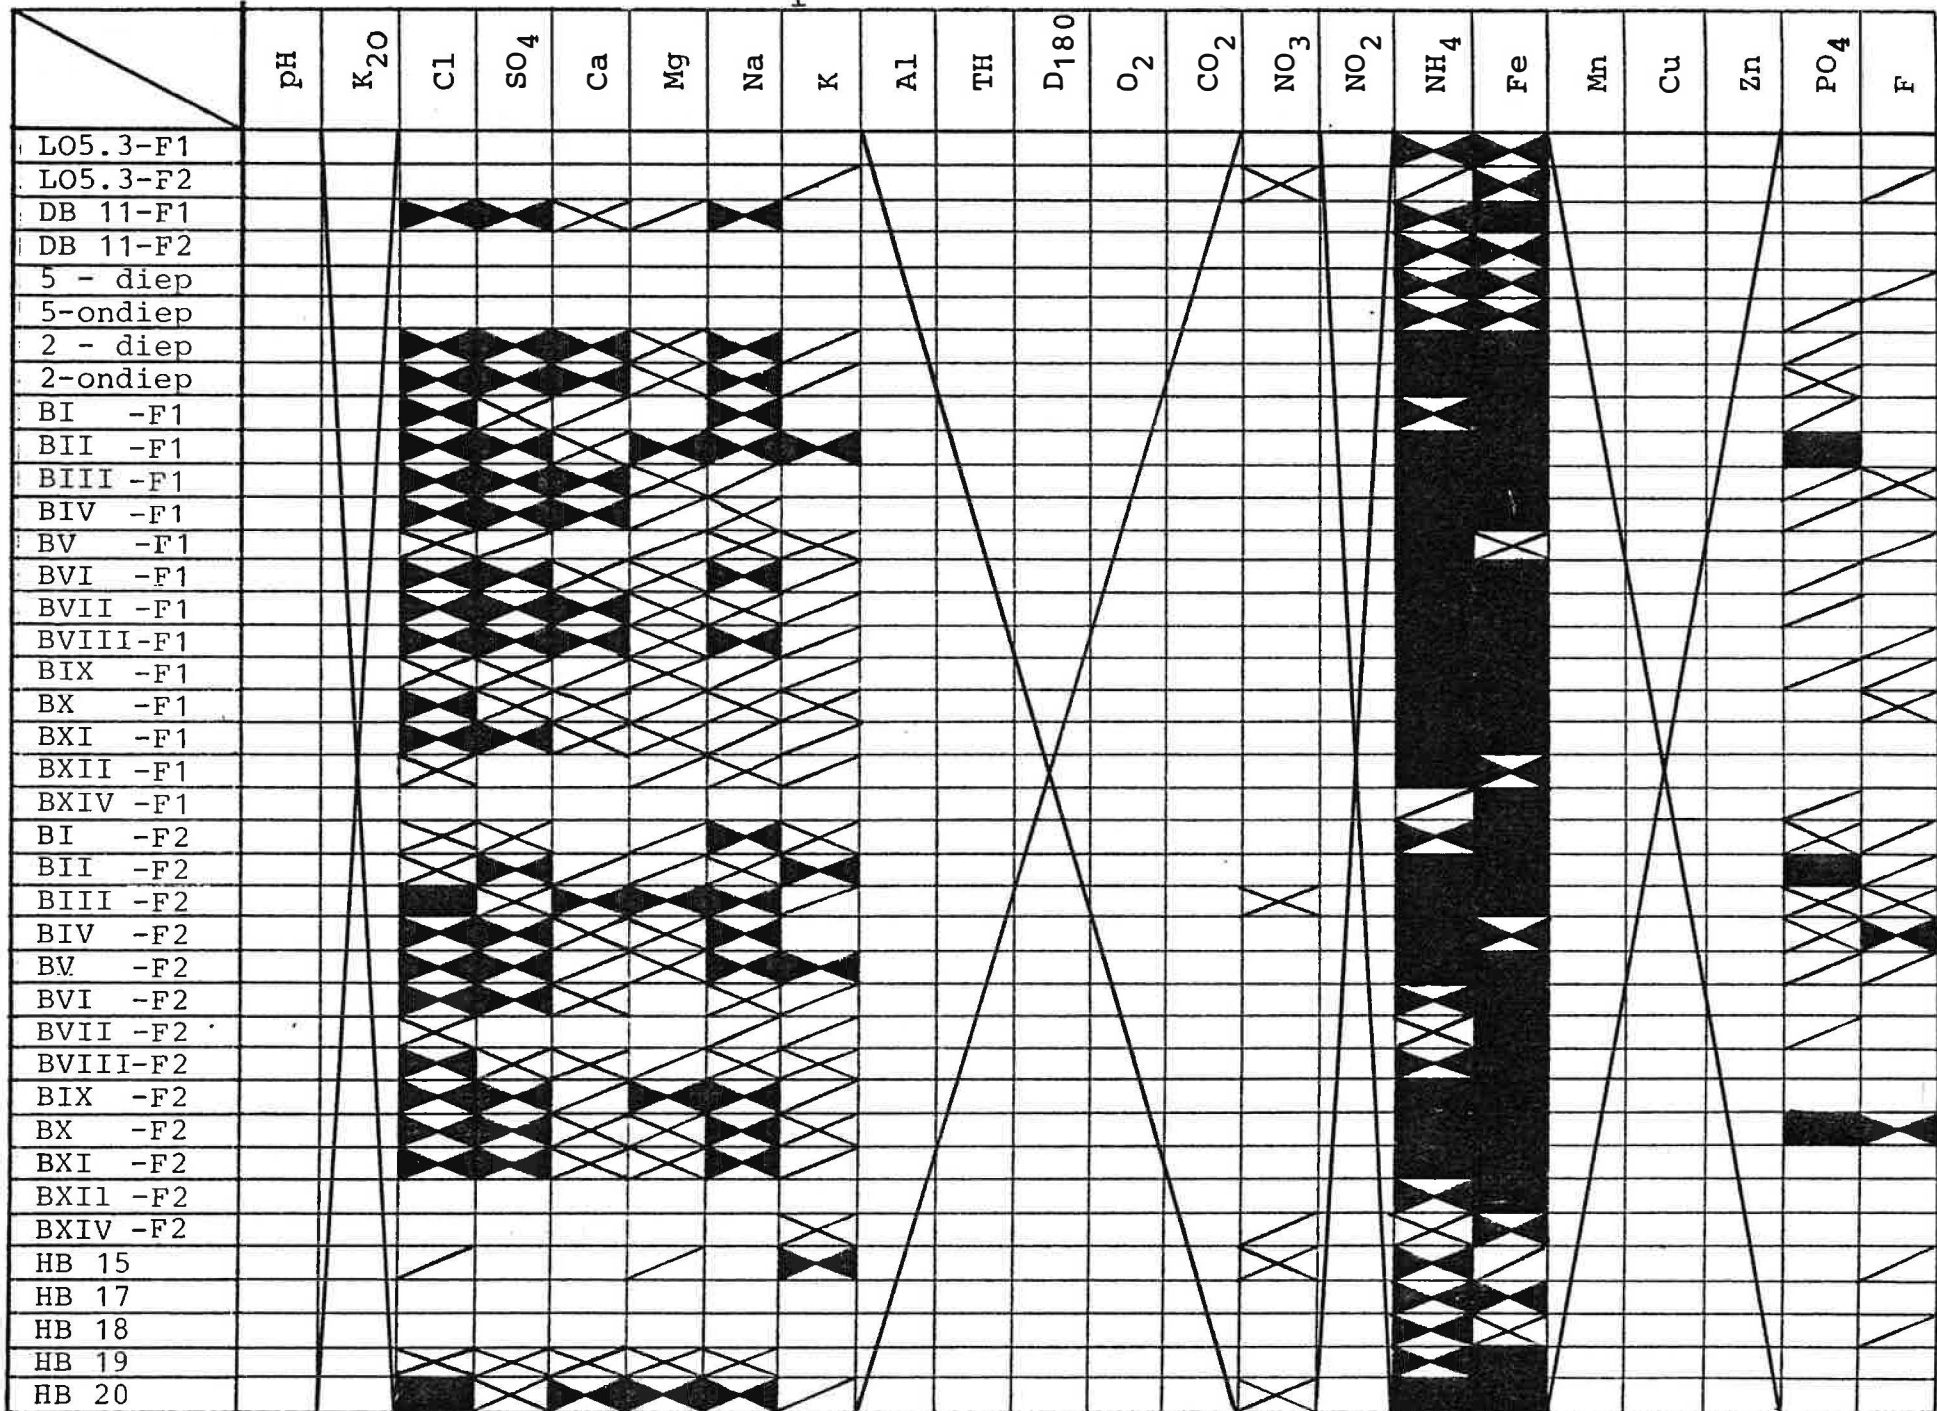 pH K20 Cl SO4 Ca Mg Na K Al TH D180 O2 CO2 NO3 NO2 NH4 Fe Mn Cu Zn PO4 F
LO5.3-F1
LO5.3-F2
DB 11-F1
DB 11-F2
5 - diep
5-ondiep
2 - diep
2-ondiep
BI -F1
BII -F1
BIII -F1
BIV -F1
BV -F1
BVI -F1
BVII -F1
BVIII-F1
BIX -F1
BX -F1
BXI -F1
BXII -F1
BXIV -F1
BI -F2
BII -F2
BIII -F2
BIV -F2
BV -F2
BVI -F2
BVII -F2
BVIII-F2
BIX -F2
BX -F2
BXI -F2
BXIl -F2
BXIV -F2
HB 15
HB 17
HB 18
HB 19
HB 20